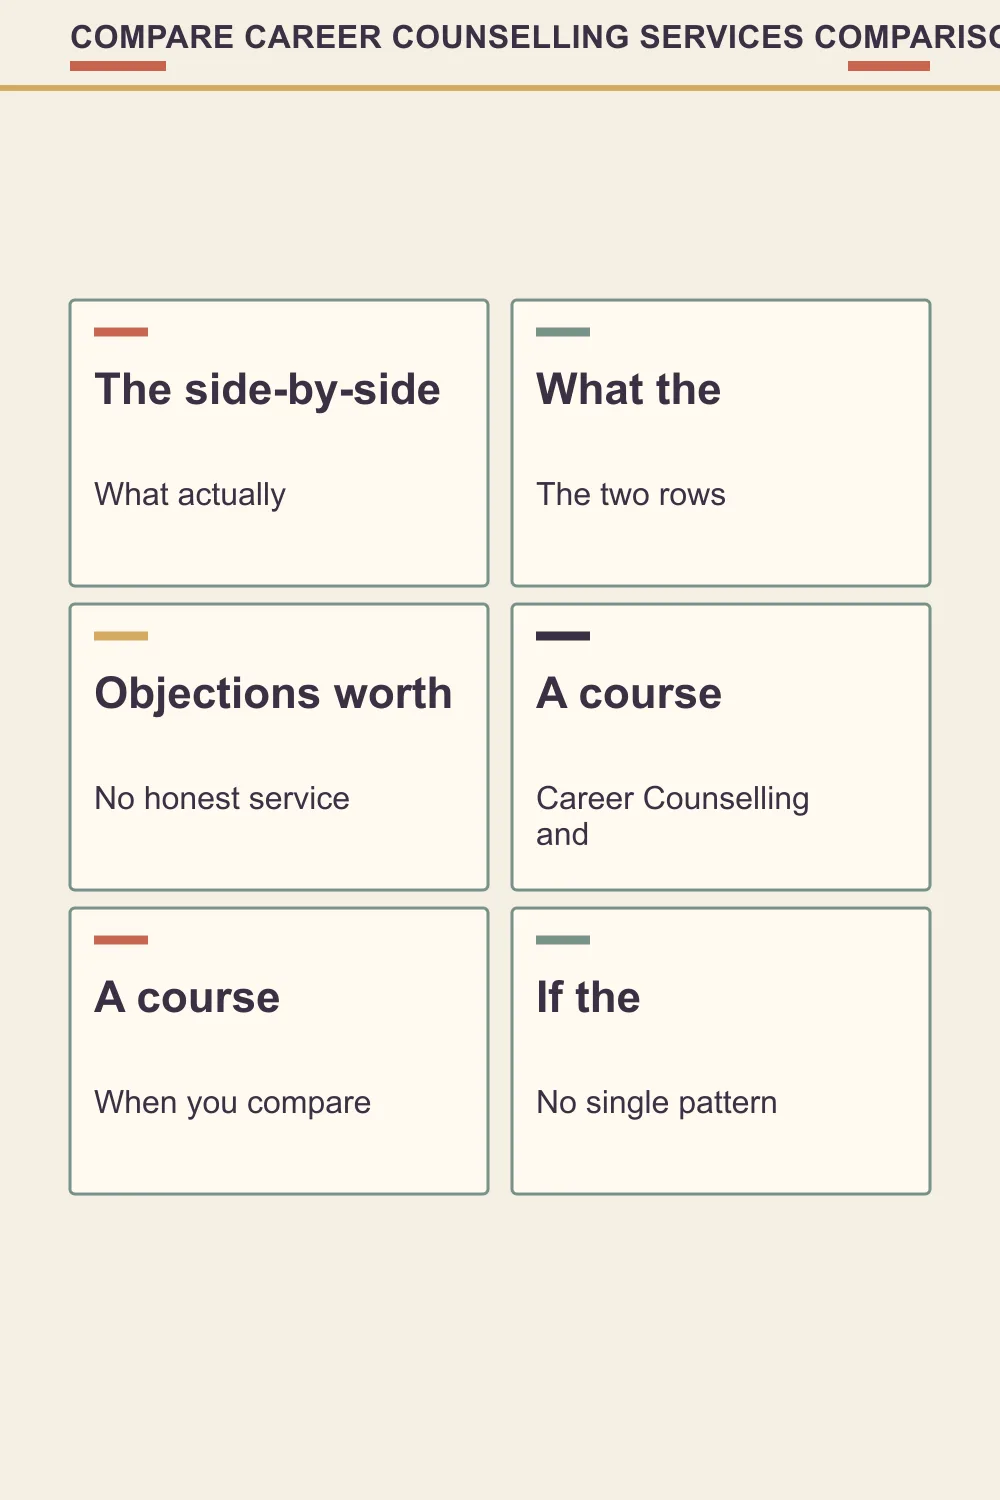 COMPARE CAREER COUNSELLING SERVICES COMPARISO
The side-by-side
What actually
What the
The two rows
Objections worth
No honest service
A course
Career Counselling
and
A course
When you compare
If the
No single pattern